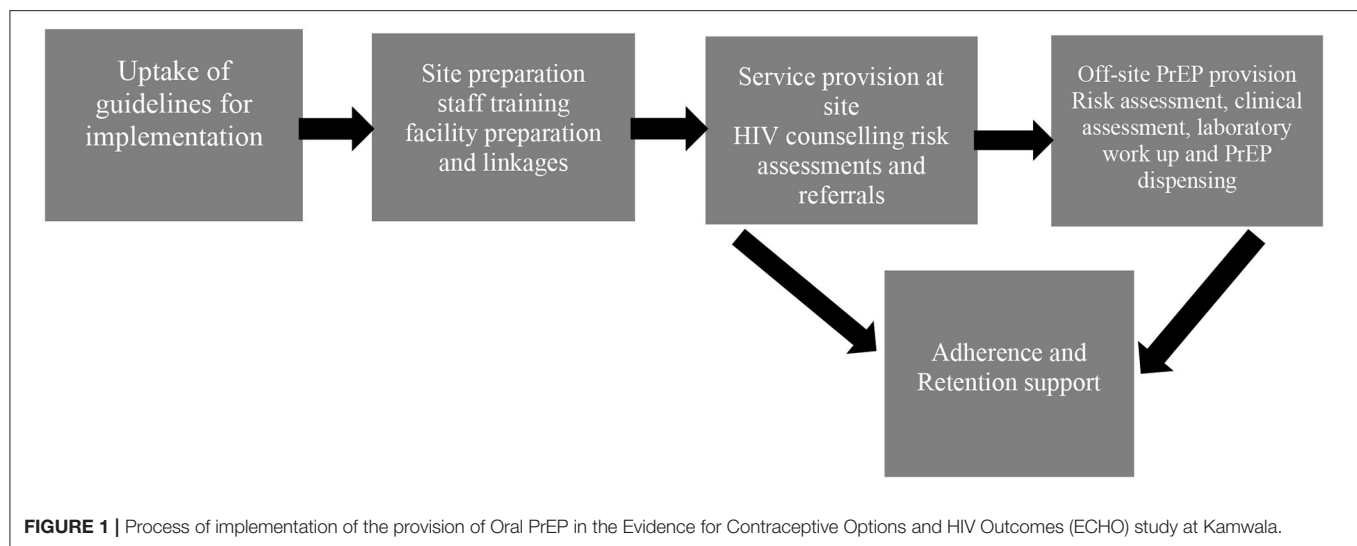 Uptake of
guidelines for
implementation
Site preparation
staff training
facility preparation
and linkages
Service provision at
site
HIV counselling risk
assessments and
referrals
Off-site PrEP provision
Risk assessment, clinical
assessment, laboratory
work up and PrEP
dispensing
Adherence and
Retention support
FIGURE 1 | Process of implementation of the provision of Oral PrEP in the Evidence for Contraceptive Options and HIV Outcomes (ECHO) study at Kamwala.